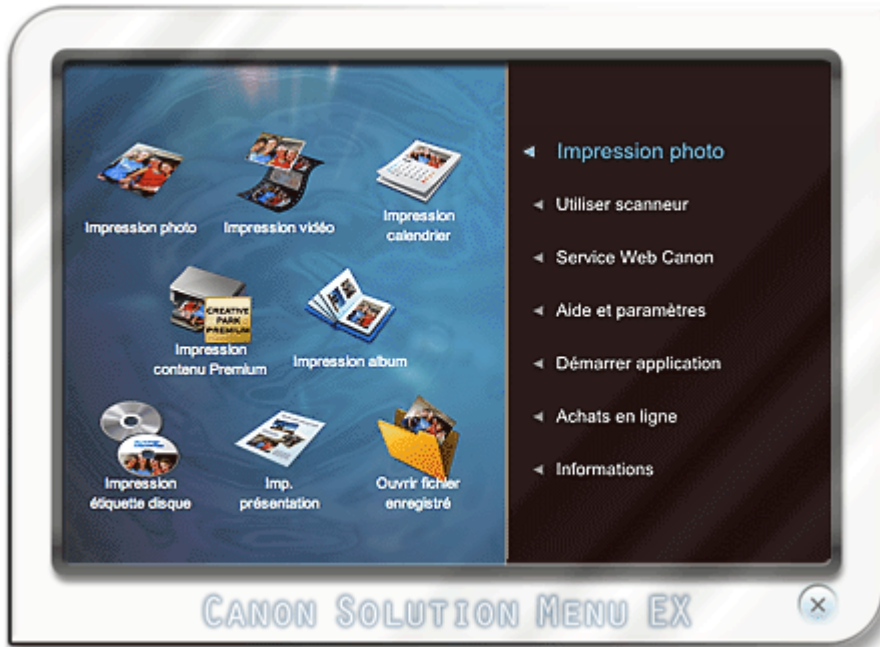 Impression photo
Impression vidéo
Impression
calendrier
CREATIVE
PARK
PREMIUM
Impression
contenu Premium
Impression album
Impression
étiquette disque
Imp.
présentation
Ouvrir fichier
enregistré
Impression photo
Utiliser scanneur
Service Web Canon
Aide et paramètres
Démarrer application
Achats en ligne
Informations
CANON SOLUTION MENU EX